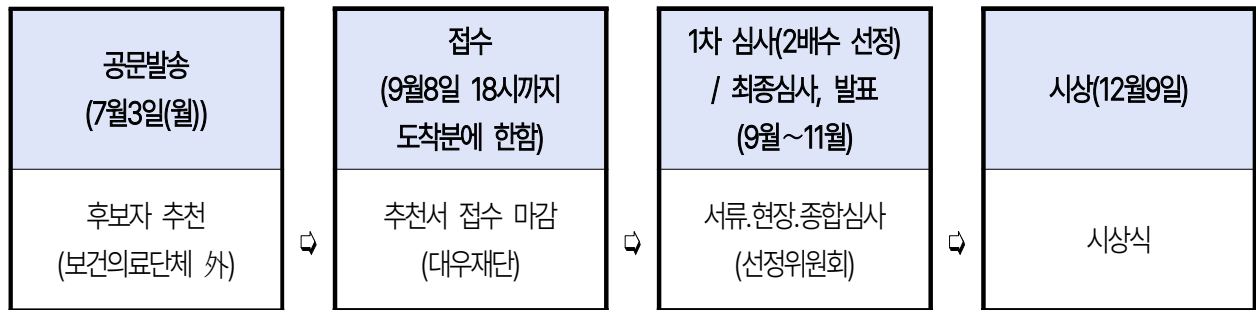 공문발송
(7월3일(월))
후보자 추천
(보건의료단체 外)
접수
(9월8일 18시까지
도착분에 한함)
추천서 접수 마감
(대우재단)
1차 심사(2배수 선정)
/ 최종심사, 발표
(9월~11월)
서류.현장.종합심사
(선정위원회)
시상(12월9일)
시상식